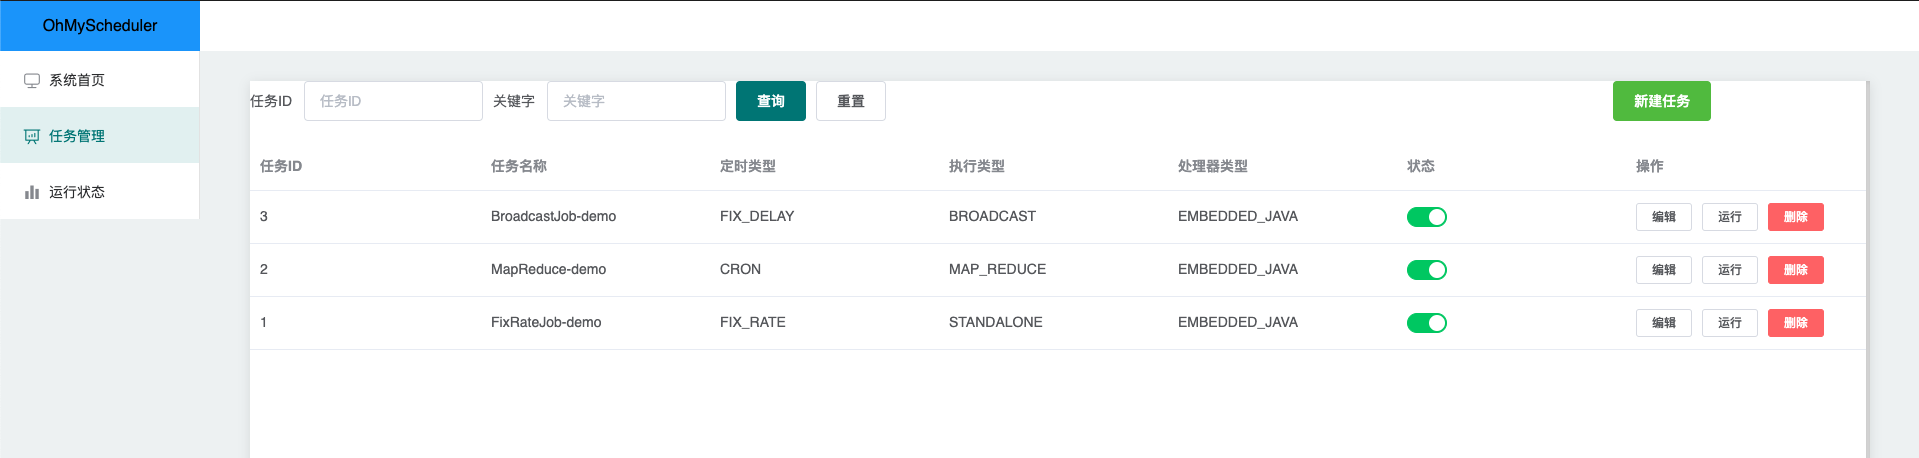 OhMyScheduler
系统首页
任务管理
运行状态
任务ID 任务ID 关键字 关键字 查询 重置 新建任务
任务ID 任务名称 定时类型 执行类型 处理器类型 状态 操作
3 BroadcastJob-demo FIX_DELAY BROADCAST EMBEDDED_JAVA 编辑 运行 删除
2 MapReduce-demo CRON MAP_REDUCE EMBEDDED_JAVA 编辑 运行 删除
1 FixRateJob-demo FIX_RATE STANDALONE EMBEDDED_JAVA 编辑 运行 删除